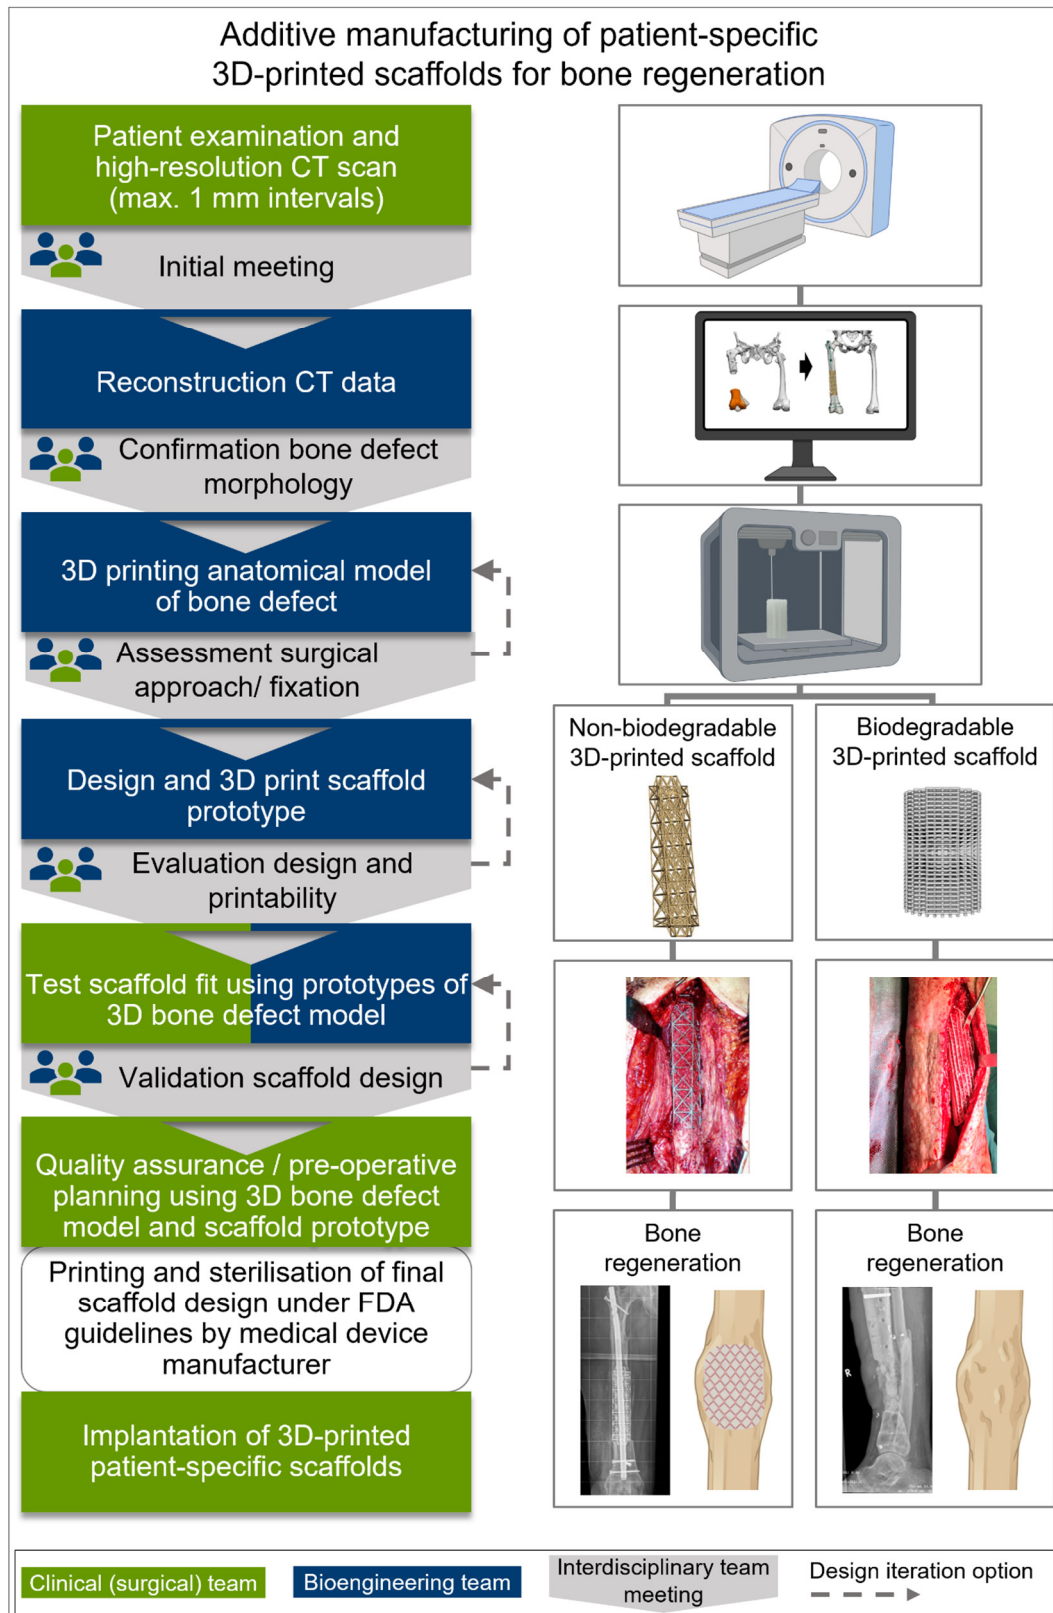 Additive manufacturing of patient-specific
3D-printed scaffolds for bone regeneration
Patient examination and
high-resolution CT scan
(max. 1 mm intervals)
Initial meeting
Reconstruction CT data
Confirmation bone defect
morphology
3D printing anatomical model
of bone defect
Assessment surgical
approach/ fixation
Design and 3D print scaffold
prototype
Evaluation design and
printability
Test scaffold fit using prototypes of
3D bone defect model
Validation scaffold design
Quality assurance / pre-operative
planning using 3D bone defect
model and scaffold prototype
Printing and sterilisation of final
scaffold design under FDA
guidelines by medical device
manufacturer
Implantation of 3D-printed
patient-specific scaffolds
Non-biodegradable
3D-printed scaffold
Biodegradable
3D-printed scaffold
Bone
regeneration
Bone
regeneration
R
Clinical (surgical) team
Bioengineering team
Interdisciplinary team
meeting
Design iteration option